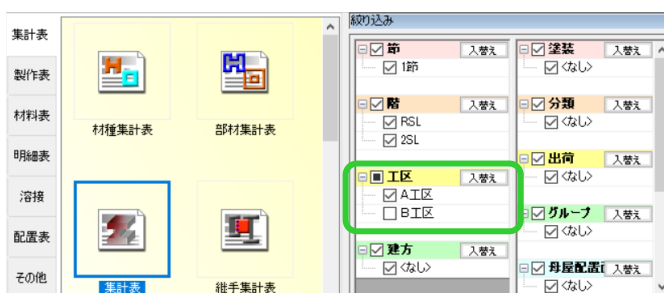 集計表
製作表
材料表
明細表
溶接
配置表
その他
材種集計表
部材集計表
集計表
継手集計表
絞り込み
節 入替え
1節
階 入替え
RSL
2SL
工区 入替え
A工区
B工区
建方 入替え
<なし>
塗装 入替え
<なし>
分類 入替え
<なし>
出荷 入替え
<なし>
グループ 入替え
<なし>
母屋配置 入替え
<なし>